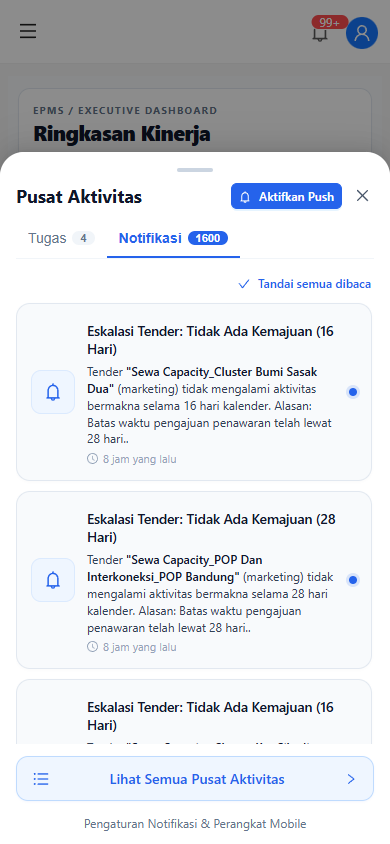 99+
EPMS / EXECUTIVE DASHBOARD
Ringkasan Kinerja
Pusat Aktivitas
Aktifkan Push
Tugas 4
Notifikasi 1600
Tandai semua dibaca
Eskalasi Tender: Tidak Ada Kemajuan (16
Hari)
Tender "Sewa Capacity_Cluster Bumi Sasak
Dua" (marketing) tidak mengalami aktivitas
bermakna selama 16 hari kalender. Alasan:
Batas waktu pengajuan penawaran telah lewat
28 hari..
8 jam yang lalu
Eskalasi Tender: Tidak Ada Kemajuan (28
Hari)
Tender "Sewa Capacity_POP Dan
Interkoneksi_POP Bandung" (marketing) tidak
mengalami aktivitas bermakna selama 28 hari
kalender. Alasan: Batas waktu pengajuan
penawaran telah lewat 28 hari..
8 jam yang lalu
Eskalasi Tender: Tidak Ada Kemajuan (16
Hari)
Lihat Semua Pusat Aktivitas
Pengaturan Notifikasi & Perangkat Mobile